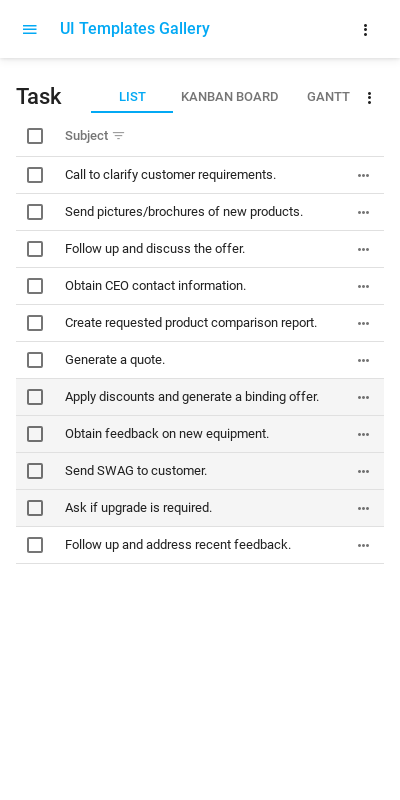 UI Templates Gallery
Task LIST KANBAN BOARD GANTT
Subject
Call to clarify customer requirements.
Send pictures/brochures of new products.
Follow up and discuss the offer.
Obtain CEO contact information.
Create requested product comparison report.
Generate a quote.
Apply discounts and generate a binding offer.
Obtain feedback on new equipment.
Send SWAG to customer.
Ask if upgrade is required.
Follow up and address recent feedback.